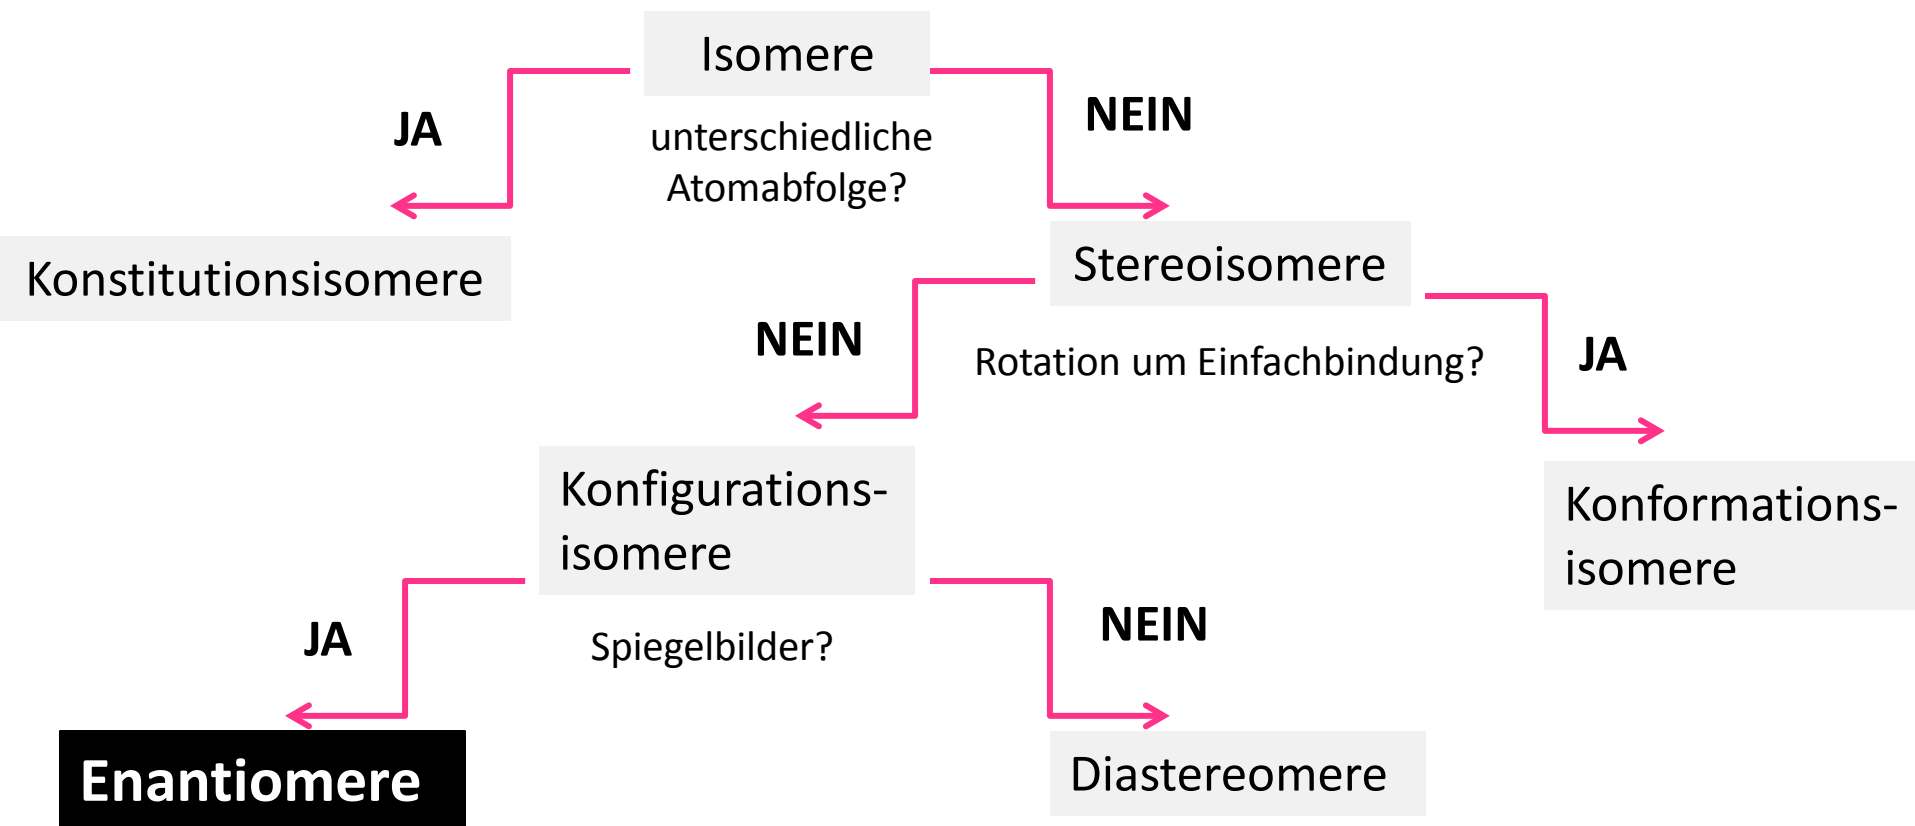 Isomere
JA
NEIN
unterschiedliche
Atomabfolge?
Konstitutionsisomere
Stereoisomere
NEIN
Rotation um Einfachbindung?
JA
Konfigurations-
isomere
Konformations-
isomere
JA
Spiegelbilder?
NEIN
Enantiomere
Diastereomere